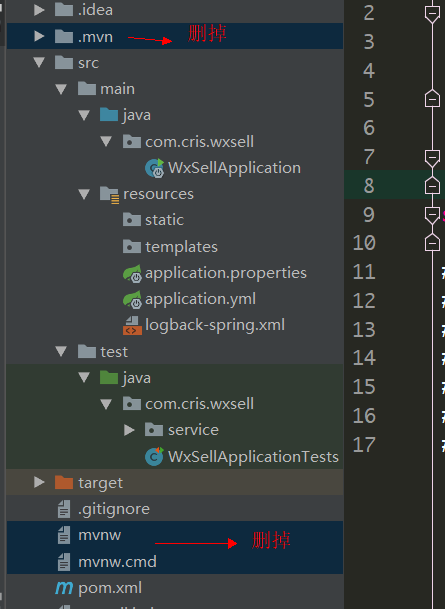 .idea
.mvn 删掉
src
main
java
com.cris.wxsell
WxSellApplication
resources
static
templates
application.properties
application.yml
logback-spring.xml
test
java
com.cris.wxsell
service
WxSellApplicationTests
target
.gitignore
mvnw 删掉
mvnw.cmd
pom.xml
2
3
4
5
6
7
8
9
10
11 #
12 #
13 #
14 #
15 #
16 #
17 #